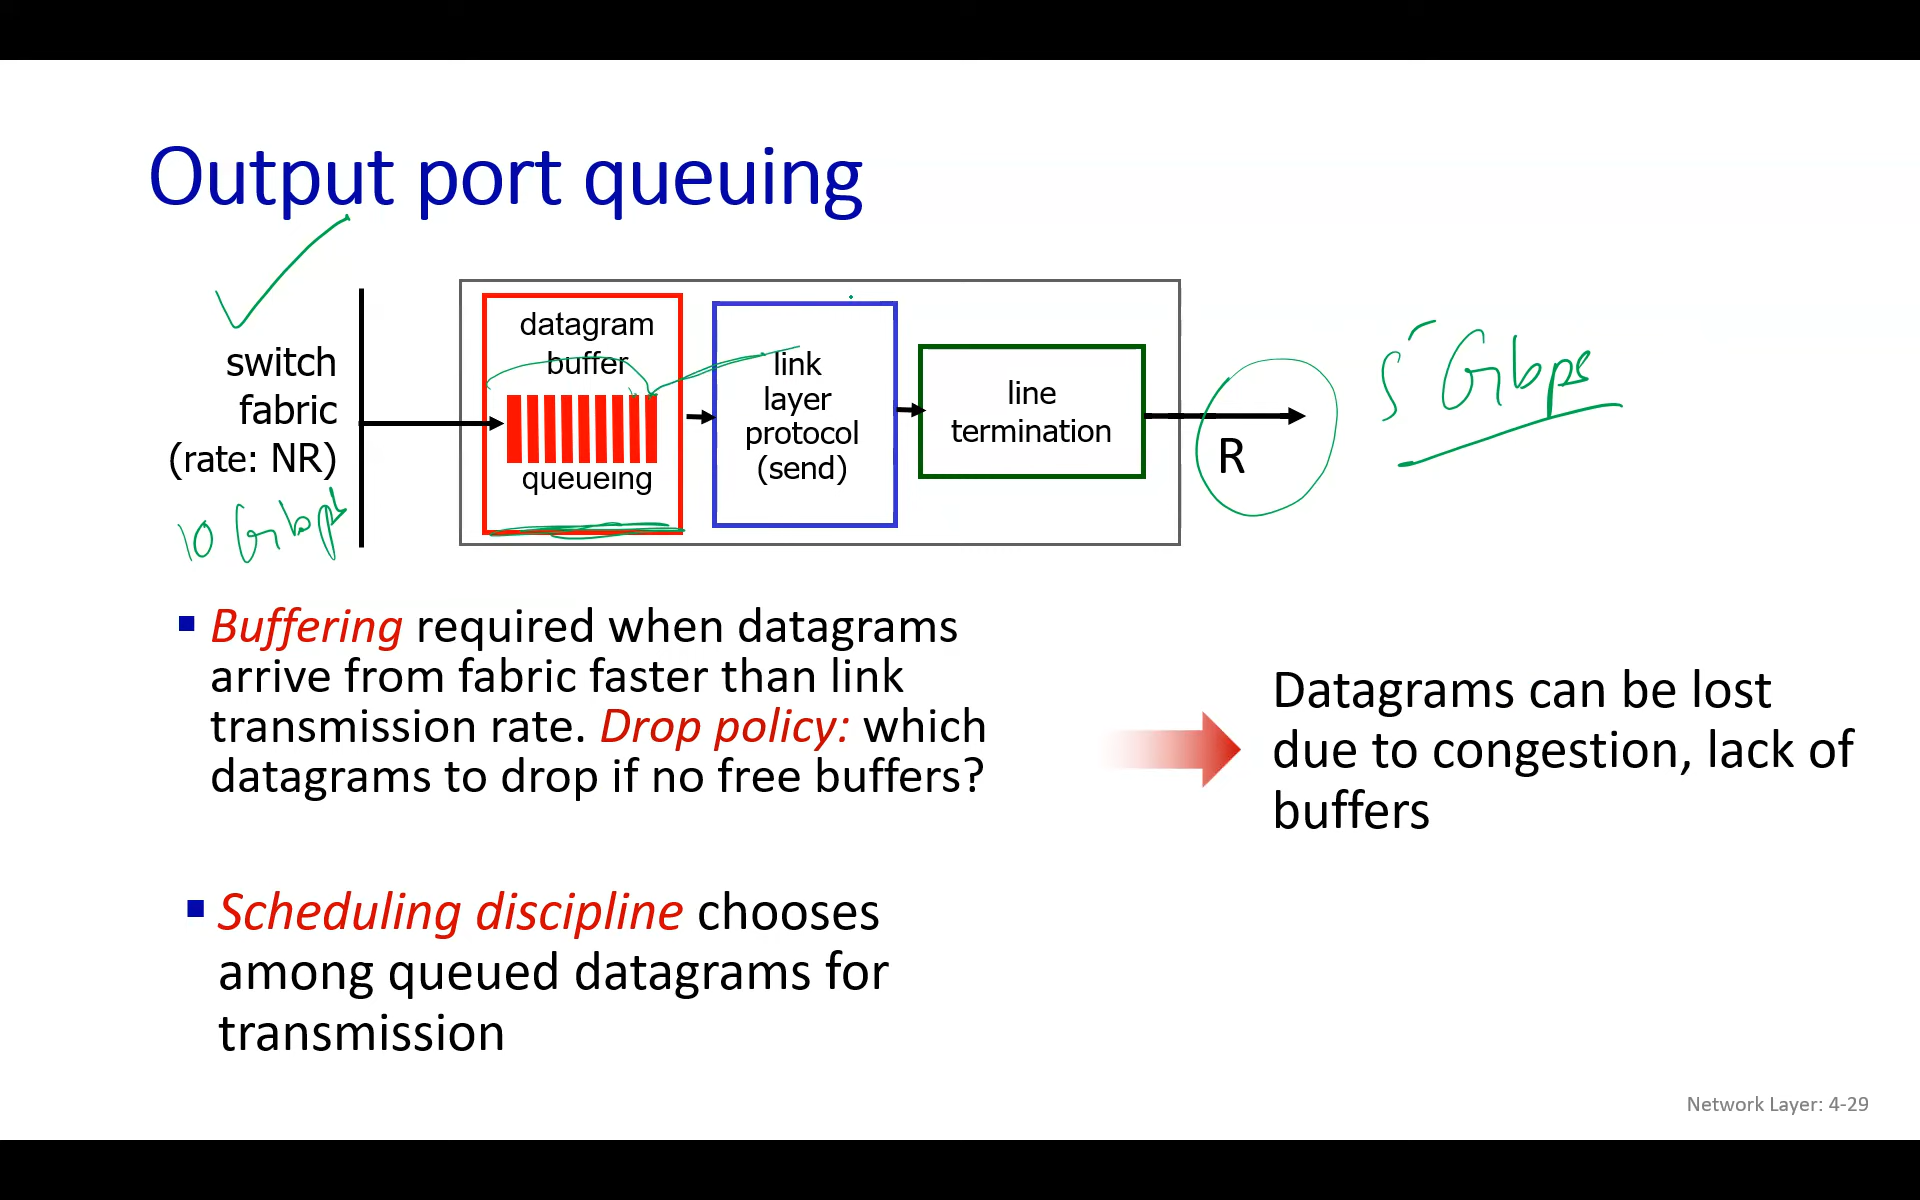 Output port queuing
switch
fabric
(rate: NR)
10 Gbps
datagram
buffer
queueing
link
layer
protocol
(send)
line
termination
R
5 Gbps
▪ Buffering required when datagrams
arrive from fabric faster than link
transmission rate. Drop policy: which
datagrams to drop if no free buffers?
Datagrams can be lost
due to congestion, lack of
buffers
▪ Scheduling discipline chooses
among queued datagrams for
transmission
Network Layer: 4-29